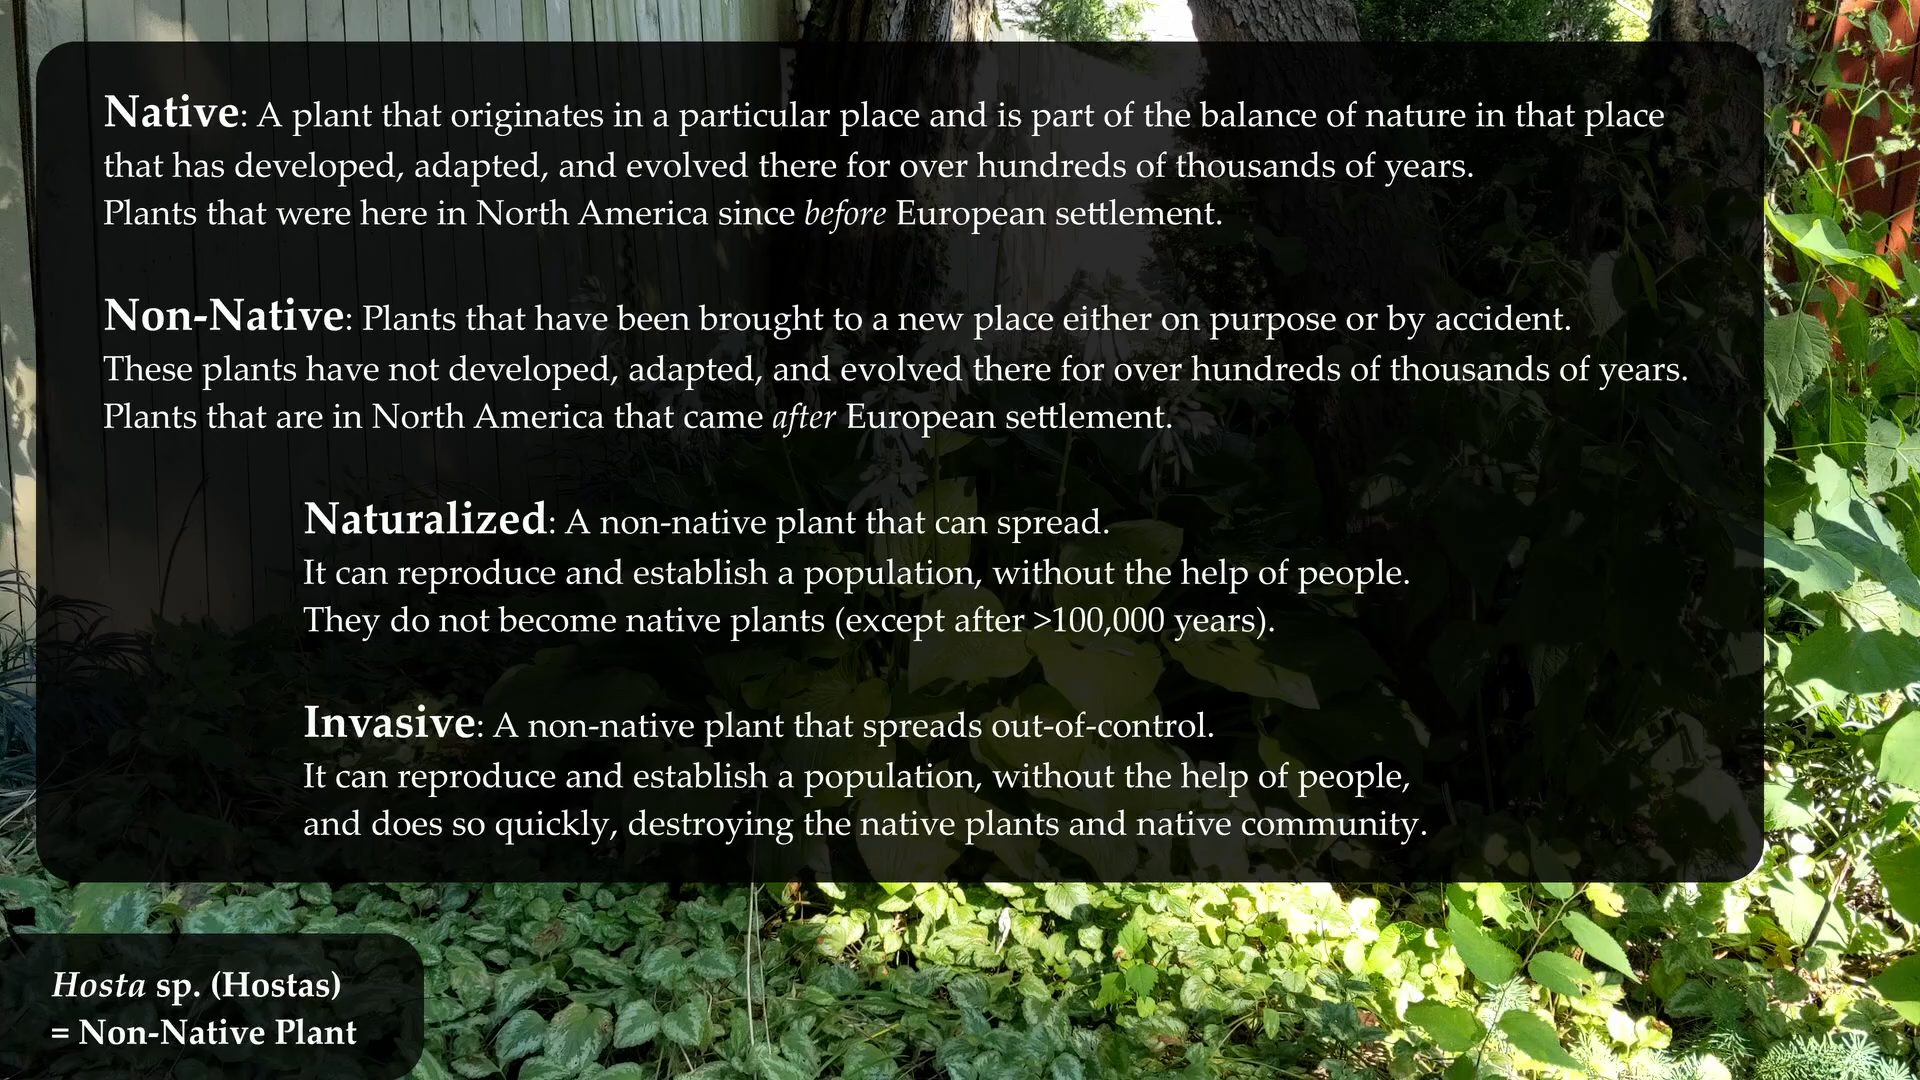 Native: A plant that originates in a particular place and is part of the balance of nature in that place
that has developed, adapted, and evolved there for over hundreds of thousands of years.
Plants that were here in North America since before European settlement.
Non-Native: Plants that have been brought to a new place either on purpose or by accident.
These plants have not developed, adapted, and evolved there for over hundreds of thousands of years.
Plants that are in North America that came after European settlement.
Naturalized: A non-native plant that can spread.
It can reproduce and establish a population, without the help of people.
They do not become native plants (except after >100,000 years).
Invasive: A non-native plant that spreads out-of-control.
It can reproduce and establish a population, without the help of people,
and does so quickly, destroying the native plants and native community.
Hosta sp. (Hostas)
= Non-Native Plant